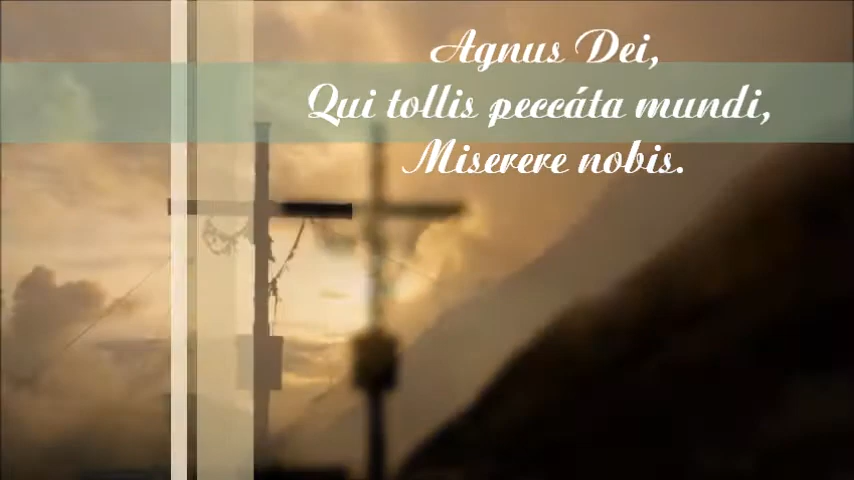 Agnus Dei,
Qui tollis peccáta mundi,
Miserere nobis.